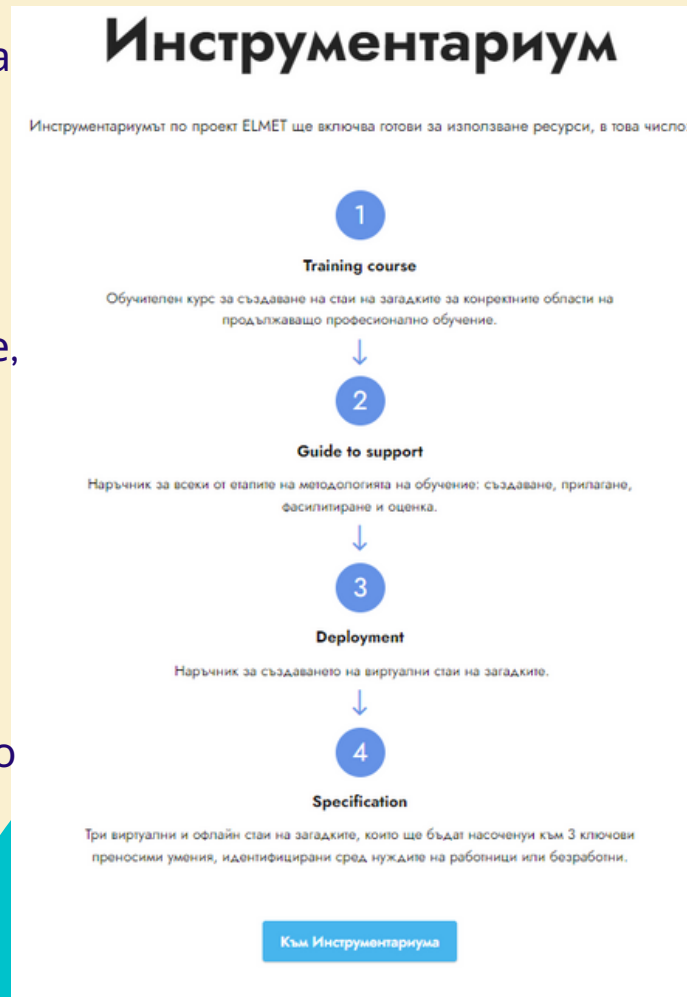 Инструментариум
Инструментариумът по проект ELMET ще включва готови за използване ресурси, в това число
1
Training course
Обучителен курс за създаване на стаи на загадките за конректните области на
продължаващо професионално обучение.
↓
2
Guide to support
Наръчник за всеки от етапите на методологията на обучение: създаване, прилагане,
фасилитиране и оценка.
↓
3
Deployment
Наръчник за създаването на виртуални стаи на загадките.
↓
4
Specification
Три виртуални и офлайн стаи на загадките, които ще бъдат насоченуи към 3 ключови
преносими умения, идентифицирани сред нуждите на работници или безработни.
Към Инструментариума